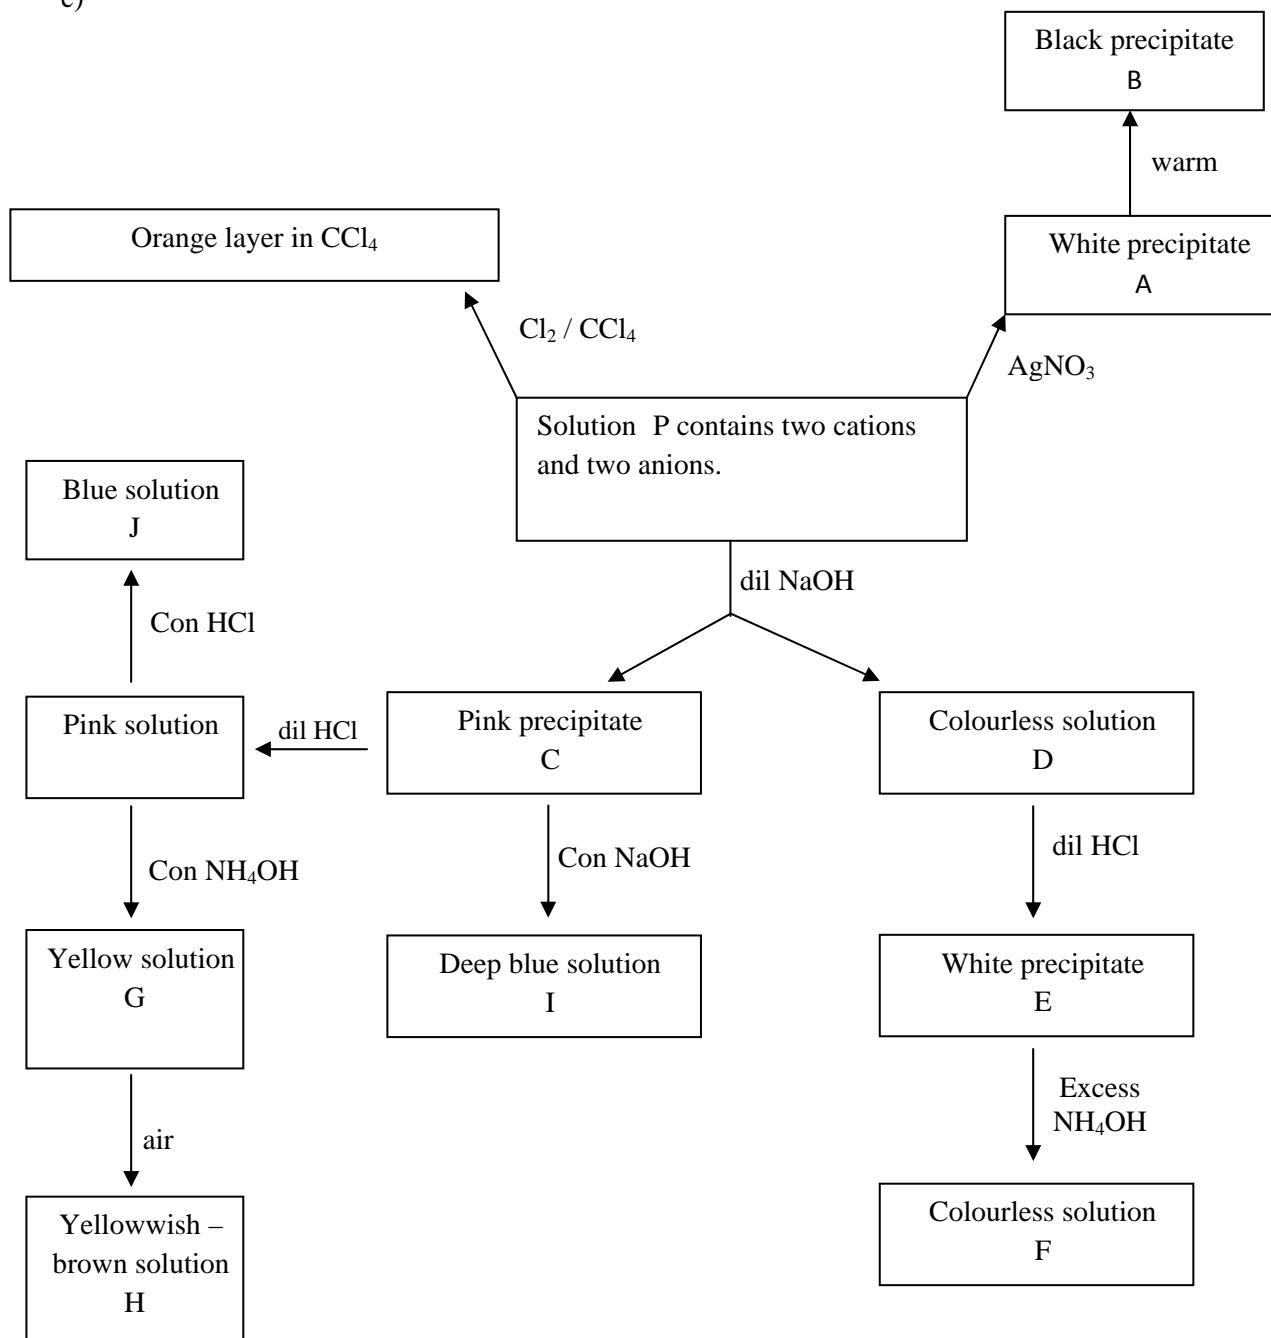 c)
Black precipitate
B
warm
Orange layer in CCl₄
White precipitate
A
Cl₂ / CCl₄
AgNO₃
Solution P contains two cations
and two anions.
Blue solution
J
dil NaOH
Con HCl
Pink solution
dil HCl
Pink precipitate
C
Colourless solution
D
Con NH₄OH
Con NaOH
dil HCl
Yellow solution
G
Deep blue solution
I
White precipitate
E
air
Excess
NH₄OH
Yellowwish –
brown solution
H
Colourless solution
F